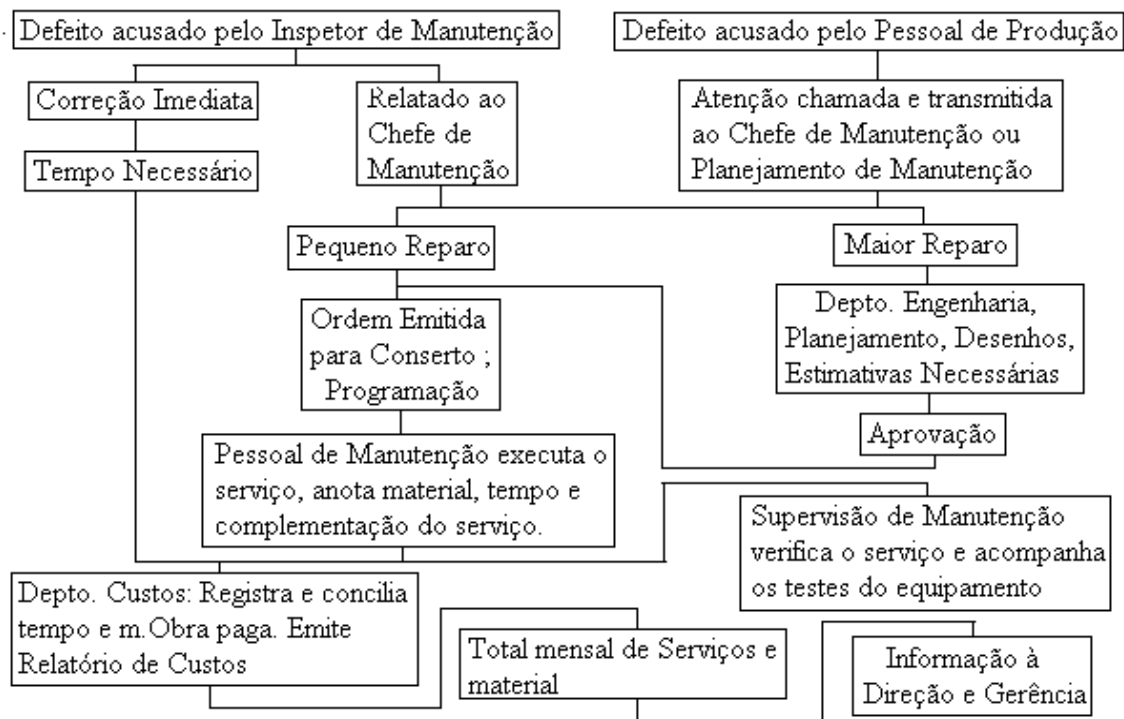 Defeito acusado pelo Inspetor de Manutenção
Defeito acusado pelo Pessoal de Produção
Correção Imediata
Relatado ao
Chefe de
Manutenção
Atenção chamada e transmitida
ao Chefe de Manutenção ou
Planejamento de Manutenção
Tempo Necessário
Pequeno Reparo
Maior Reparo
Ordem Emitida
para Conserto ;
Programação
Depto. Engenharia,
Planejamento, Desenhos,
Estimativas Necessárias
Aprovação
Pessoal de Manutenção executa o
serviço, anota material, tempo e
complementação do serviço.
Supervisão de Manutenção
verifica o serviço e acompanha
os testes do equipamento
Depto. Custos: Registra e concilia
tempo e m.Obra paga. Emite
Relatório de Custos
Total mensal de Serviços e
material
Informação à
Direção e Gerência